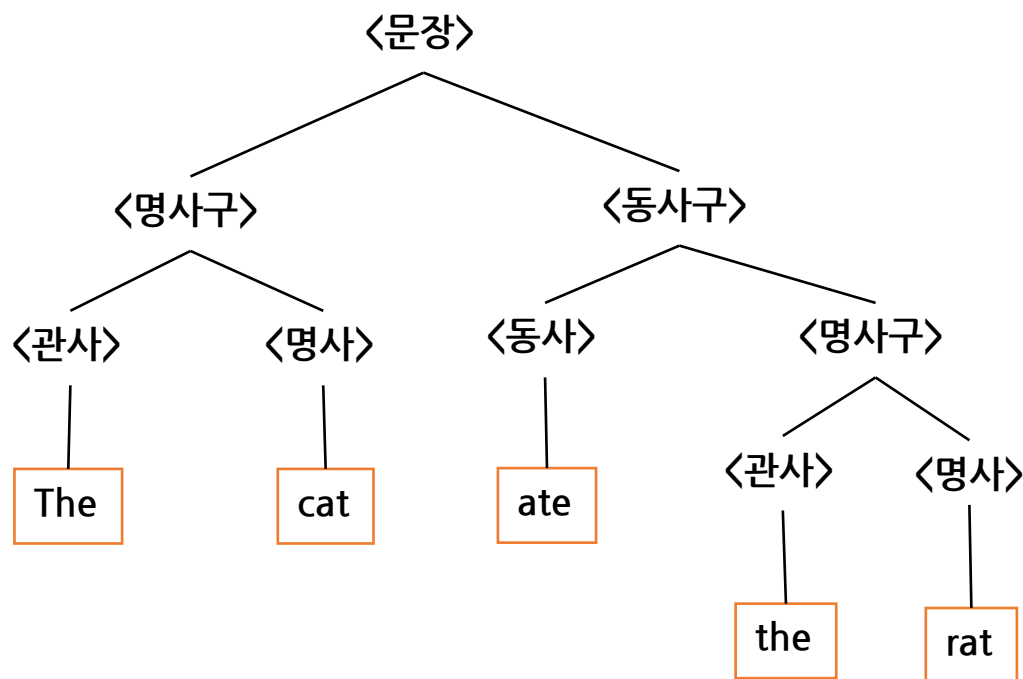 <문장>
<명사구> <동사구>
<관사> <명사> <동사> <명사구>
<관사> <명사>
The cat ate
the rat